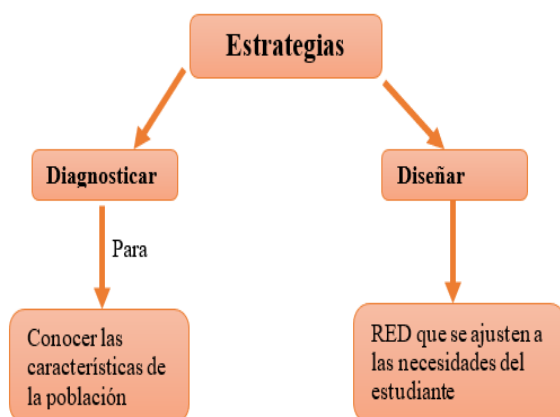 Estrategias
Diagnosticar
Diseñar
Para
Conocer las
características de
la población
RED que se ajusten a
las necesidades del
estudiante